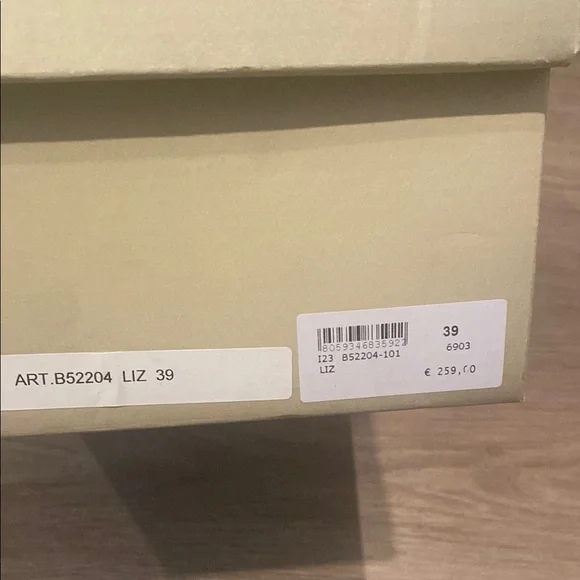 ART.B52204 LIZ 39
39
8059346835922
6903
I23 B52204-101
LIZ
€ 259,00